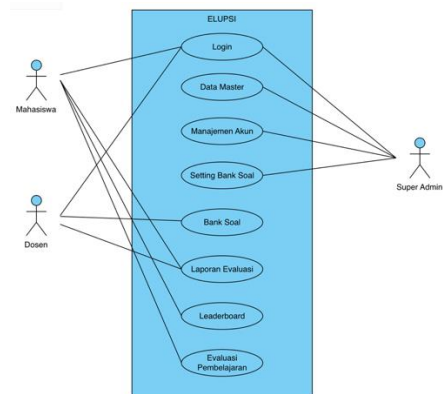 ELUPSI
Login
Mahasiswa
Data Master
Manajemen Akun
Super Admin
Setting Bank Soal
Dosen
Bank Soal
Laporan Evaluasi
Leaderboard
Evaluasi
Pembelajaran